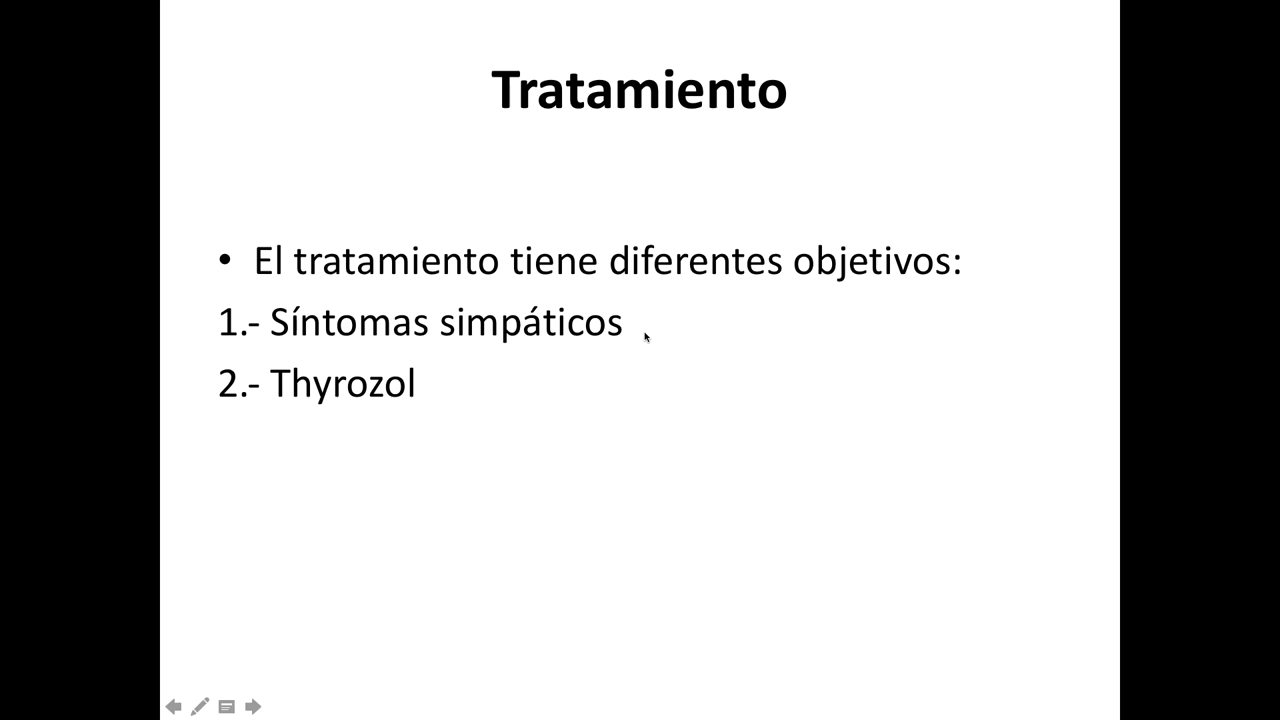 Tratamiento
• El tratamiento tiene diferentes objetivos:
1.- Síntomas simpáticos
2.- Thyrozol